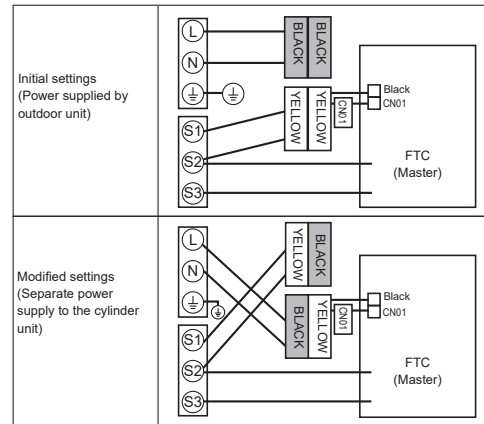 Initial settings
(Power supplied by
outdoor unit)
L
N
S1
S2
S3
BLACK
BLACK
YELLOW
YELLOW
CN01
Black
CN01
FTC
(Master)
Modified settings
(Separate power
supply to the cylinder
unit)
L
N
S1
S2
S3
YELLOW
BLACK
BLACK
YELLOW
CN01
Black
CN01
FTC
(Master)